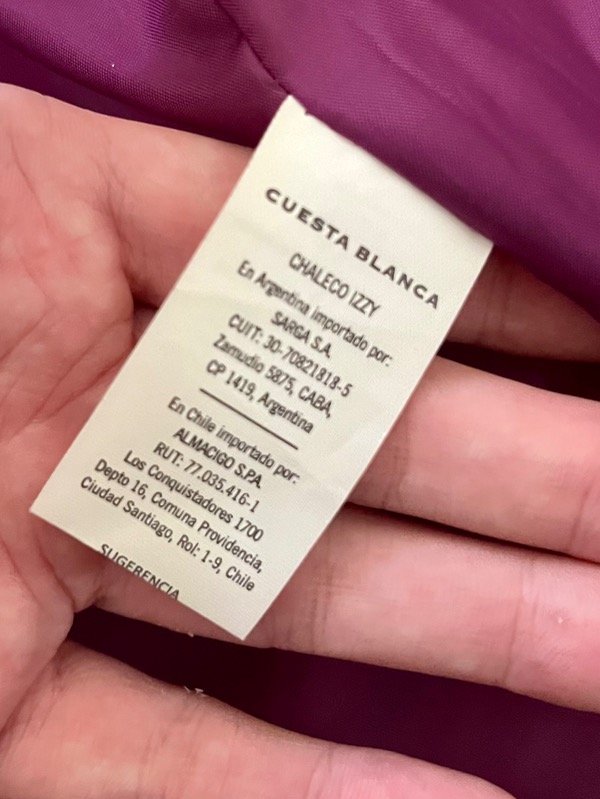 CUESTA BLANCA
CHALECO IZZY
En Argentina importado por:
SARGA S.A.
CUIT: 30-70821818-5
Zamudio 5875, CABA,
CP 1419, Argentina
En Chile importado por:
ALMACIGO S.P.A.
RUT: 77.035.416-1
Los Conquistadores 1700
Depto 16, Comuna Providencia,
Ciudad Santiago, Rol: 1-9, Chile
SUGERENCIA